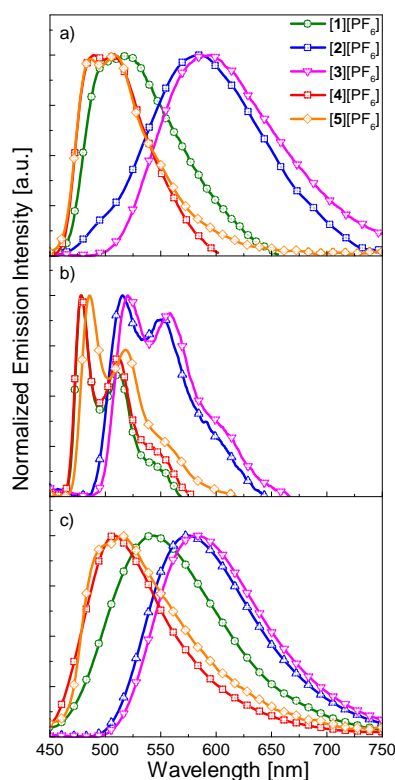 a)
[1][PF6]
[2][PF6]
[3][PF6]
[4][PF6]
[5][PF6]
b)
c)
Normalized Emission Intensity [a.u.]
450 500 550 600 650 700 750
Wavelength [nm]